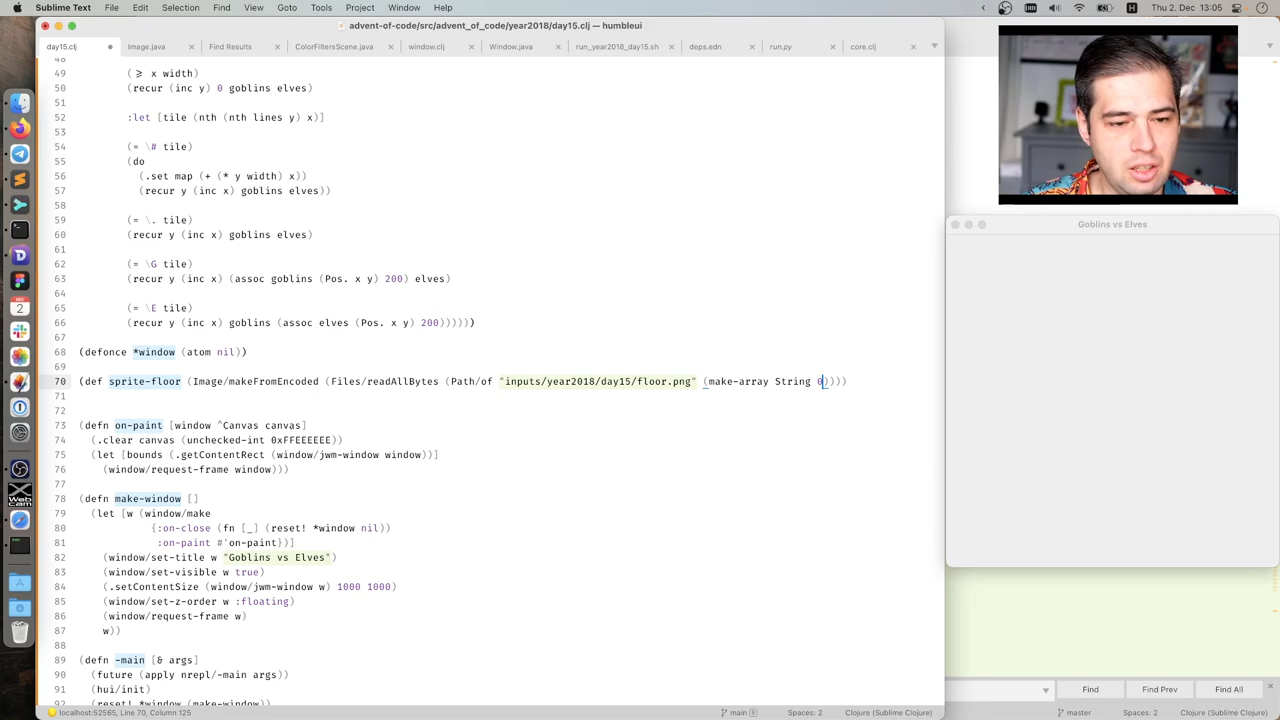 Sublime Text File Edit Selection Find View Goto Tools Project Window Help
Fri 2. Dec 13:05
advent-of-code/src/advent_of_code/year2018/day15.clj — humbleui
day15.clj
Image.java
Find Results
ColorFiltersScene.java
window.clj
Window.java
run_year2018_day15.sh
deps.edn
run.py
core.clj
48
49 (≥ x width)
50 (recur (inc y) 0 goblins elves)
51
52 :let [tile (nth (nth lines y) x)]
53
54 (= \# tile)
55 (do
56 (.set map (+ (* y width) x))
57 (recur y (inc x) goblins elves))
58
59 (= \. tile)
60 (recur y (inc x) goblins elves)
61
62 (= \G tile)
63 (recur y (inc x) (assoc goblins (Pos. x y) 200) elves)
64
65 (= \E tile)
66 (recur y (inc x) goblins (assoc elves (Pos. x y) 200)))))
67
68 (defonce *window (atom nil))
69
70 (def sprite-floor (Image/makeFromEncoded (Files/readAllBytes (Path/of "inputs/year2018/day15/floor.png" (make-array String 0))))
71
72
73 (defn on-paint [window ^Canvas canvas]
74 (.clear canvas (unchecked-int 0xFFEEEEEE))
75 (let [bounds (.getContentRect (window/jwm-window window))]
76 (window/request-frame window)))
77
78 (defn make-window []
79 (let [w (window/make
80 {:on-close (fn [_] (reset! *window nil))
81 :on-paint #'on-paint})]
82 (window/set-title w "Goblins vs Elves")
83 (window/set-visible w true)
84 (.setContentSize (window/jwm-window w) 1000 1000)
85 (window/set-z-order w :floating)
86 (window/request-frame w)
87 w))
88
89 (defn -main [& args]
90 (future (apply nrepl/-main args))
91 (hui/init)
92 (reset! *window (make-window))
Goblins vs Elves
Find
Find Prev
Find All
localhost:52565, Line 70, Column 125
main 8
Spaces: 2
Clojure (Sublime Clojure)
master
Spaces: 2
Clojure (Sublime Clojure)
DEC
2
Web
cam